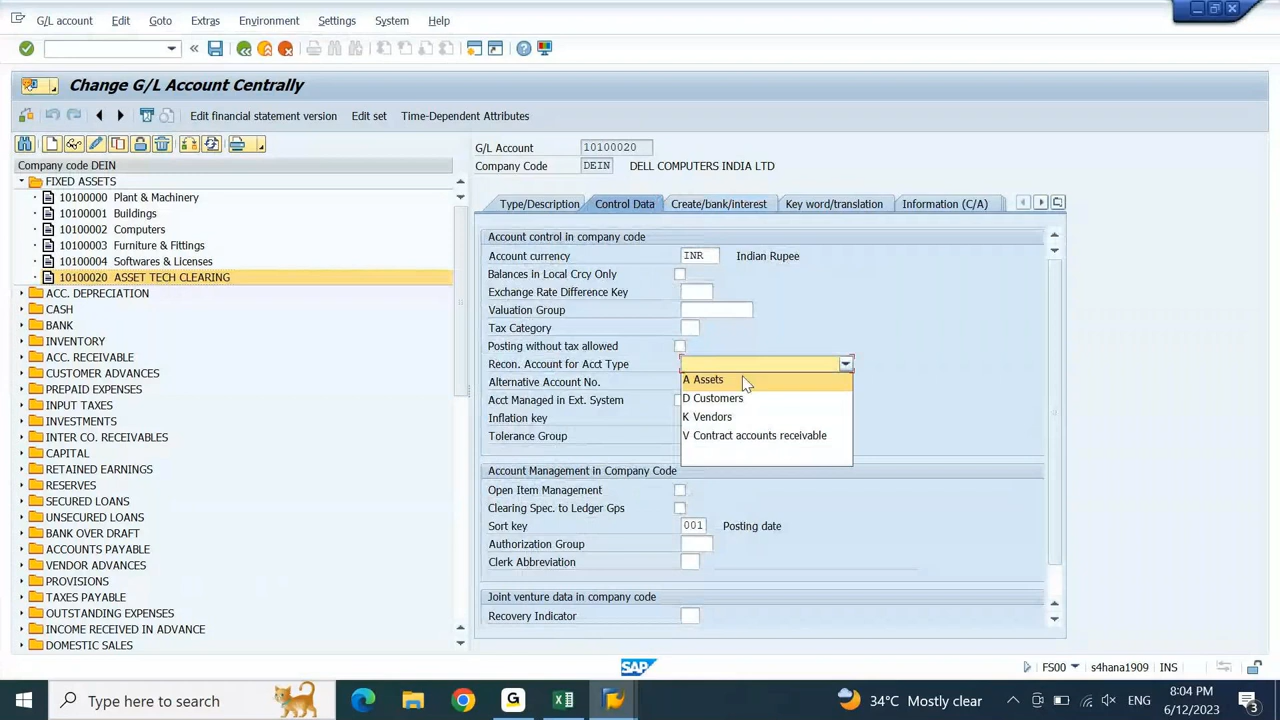 G/L account Edit Goto Extras Environment Settings System Help
Change G/L Account Centrally
Edit financial statement version Edit set Time-Dependent Attributes
Company code DEIN
FIXED ASSETS
10100000 Plant & Machinery
10100001 Buildings
10100002 Computers
10100003 Furniture & Fittings
10100004 Softwares & Licenses
10100020 ASSET TECH CLEARING
ACC. DEPRECIATION
CASH
BANK
INVENTORY
ACC. RECEIVABLE
CUSTOMER ADVANCES
PREPAID EXPENSES
INPUT TAXES
INVESTMENTS
INTER CO. RECEIVABLES
CAPITAL
RETAINED EARNINGS
RESERVES
SECURED LOANS
UNSECURED LOANS
BANK OVER DRAFT
ACCOUNTS PAYABLE
VENDOR ADVANCES
PROVISIONS
TAXES PAYABLE
OUTSTANDING EXPENSES
INCOME RECEIVED IN ADVANCE
DOMESTIC SALES
G/L Account 10100020
Company Code DEIN DELL COMPUTERS INDIA LTD
Type/Description Control Data Create/bank/interest Key word/translation Information (C/A)
Account control in company code
Account currency INR Indian Rupee
Balances in Local Crcy Only
Exchange Rate Difference Key
Valuation Group
Tax Category
Posting without tax allowed
Recon. Account for Acct Type
A Assets
D Customers
K Vendors
V Contract accounts receivable
Alternative Account No.
Acct Managed in Ext. System
Inflation key
Tolerance Group
Account Management in Company Code
Open Item Management
Clearing Spec. to Ledger Gps
Sort key 001 Posting date
Authorization Group
Clerk Abbreviation
Joint venture data in company code
Recovery Indicator
SAP
FS00 s4hana1909 INS
Type here to search
34°C Mostly clear
ENG
8:04 PM
6/12/2023
3